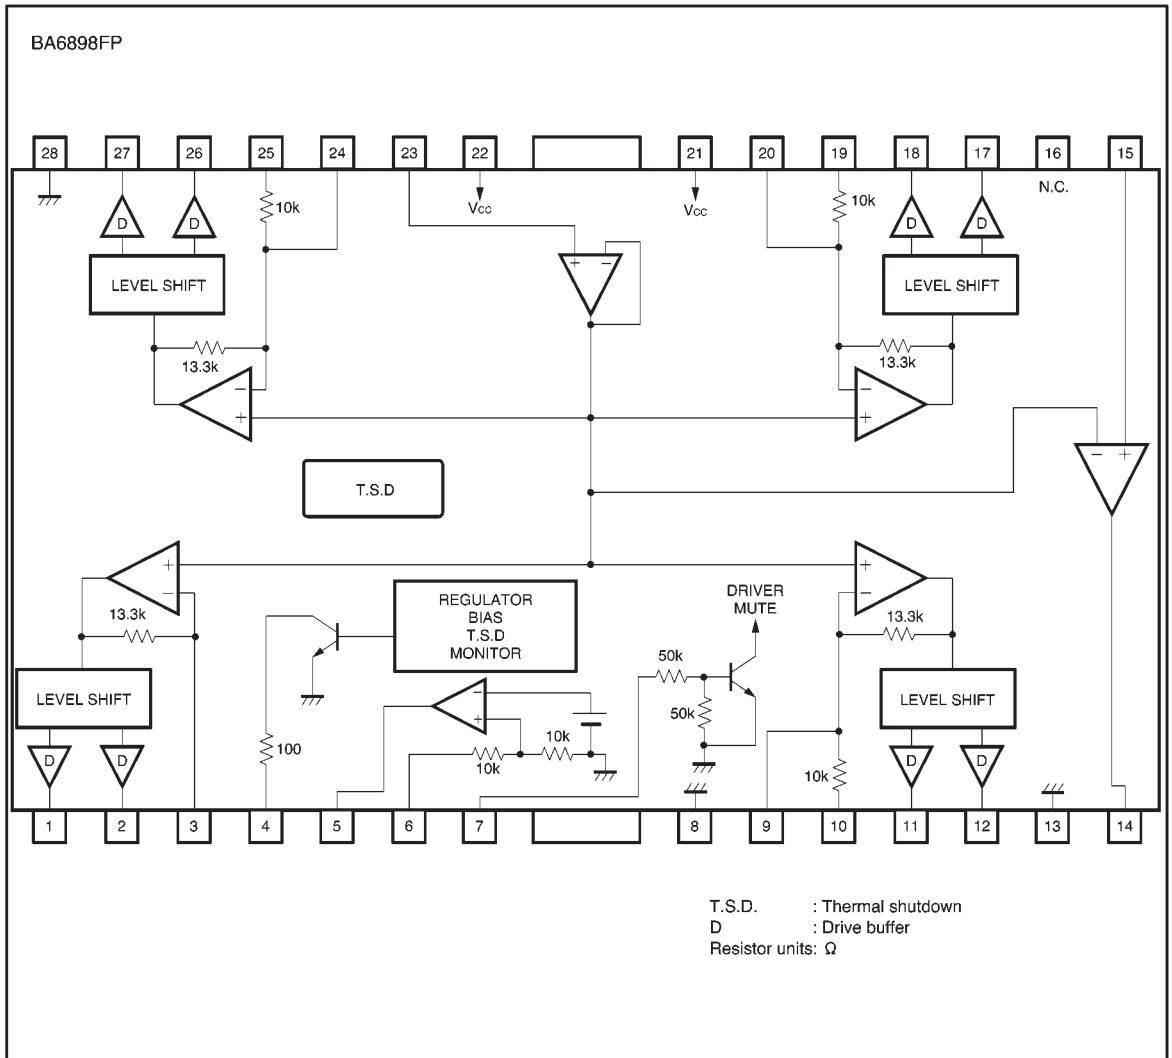 BA6898FP
28 27 26 25 24 23 22 21 20 19 18 17 16 15
N.C.
10k
Vcc
Vcc
10k
D D D D
LEVEL SHIFT
+ −
LEVEL SHIFT
13.3k
13.3k
−
+
−
+
− +
T.S.D
+
−
+
−
13.3k
REGULATOR
BIAS
T.S.D
MONITOR
DRIVER
MUTE
13.3k
LEVEL SHIFT
−
+
50k
50k
LEVEL SHIFT
D D
100
10k
10k
10k
D D
1 2 3 4 5 6 7 8 9 10 11 12 13 14
T.S.D. : Thermal shutdown
D : Drive buffer
Resistor units: Ω